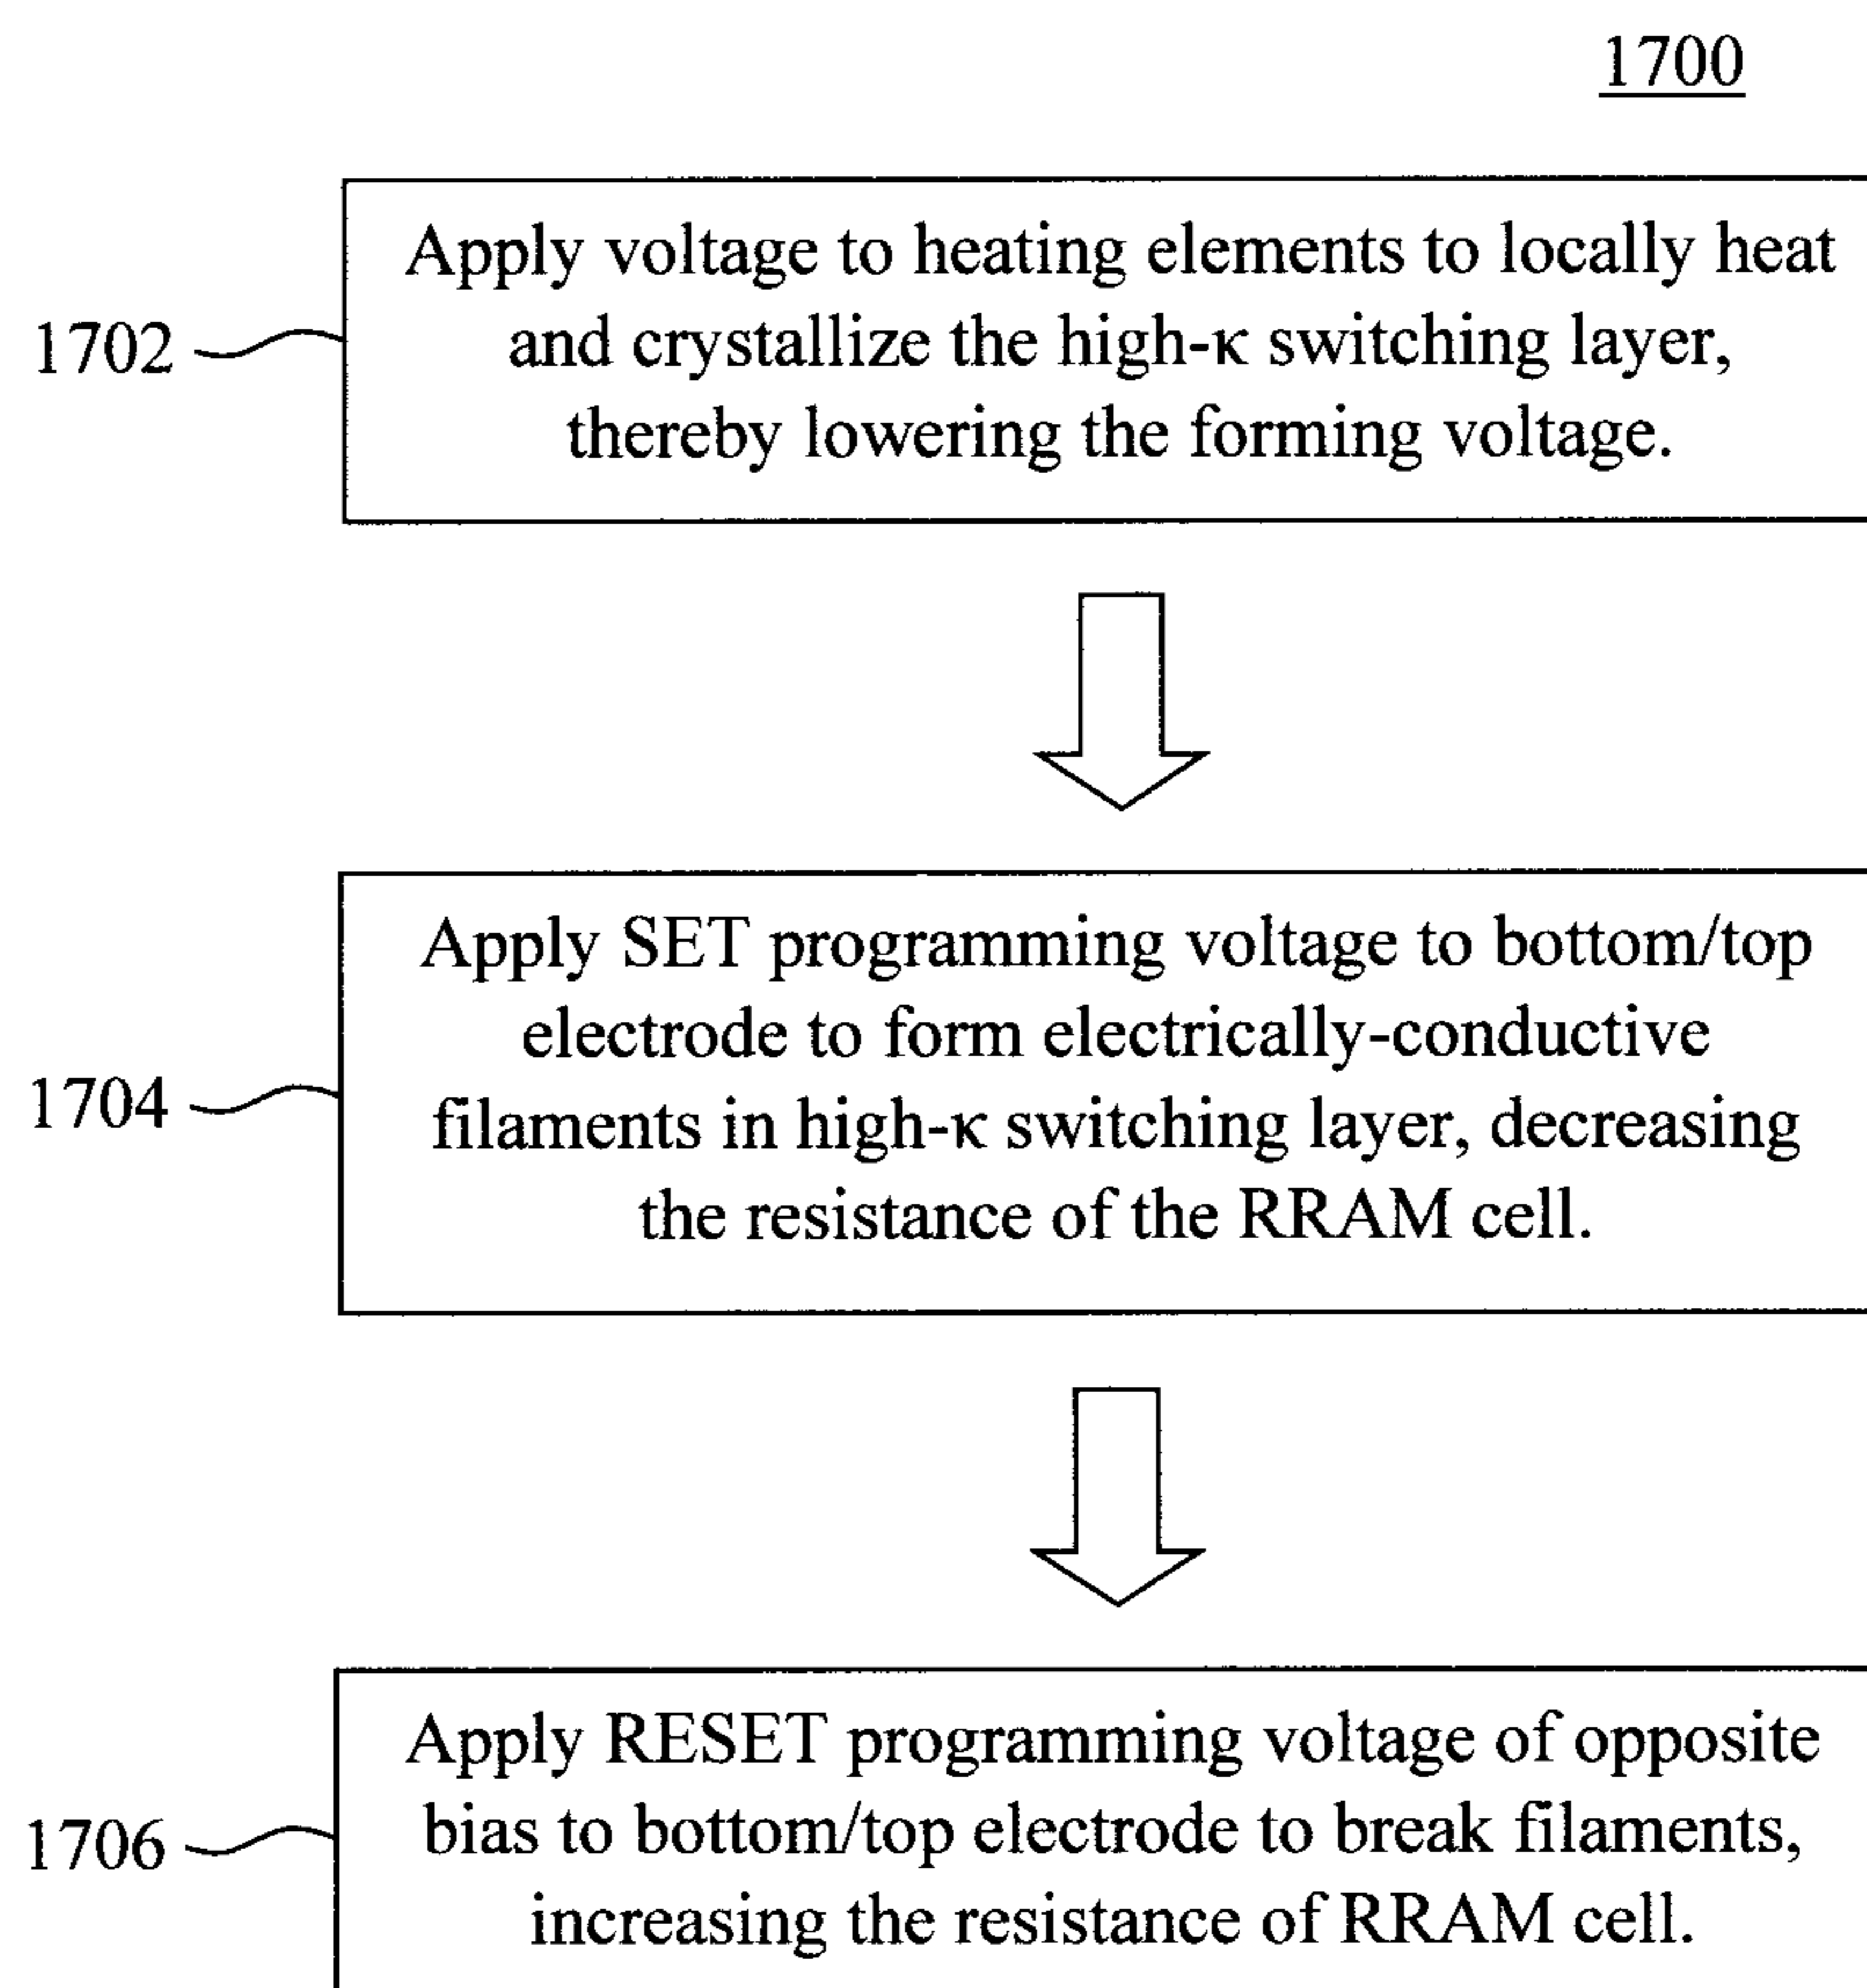 1700
Apply voltage to heating elements to locally heat
and crystallize the high-κ switching layer,
thereby lowering the forming voltage.
1702
Apply SET programming voltage to bottom/top
electrode to form electrically-conductive
filaments in high-κ switching layer, decreasing
the resistance of the RRAM cell.
1704
Apply RESET programming voltage of opposite
bias to bottom/top electrode to break filaments,
increasing the resistance of RRAM cell.
1706